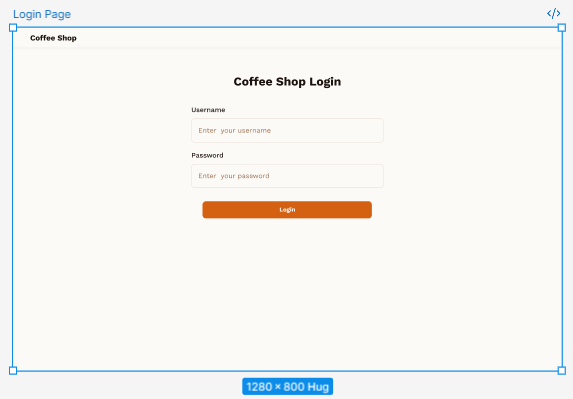 Login Page
</>
Coffee Shop
Coffee Shop Login
Username
Enter your username
Password
Enter your password
Login
1280 × 800 Hug